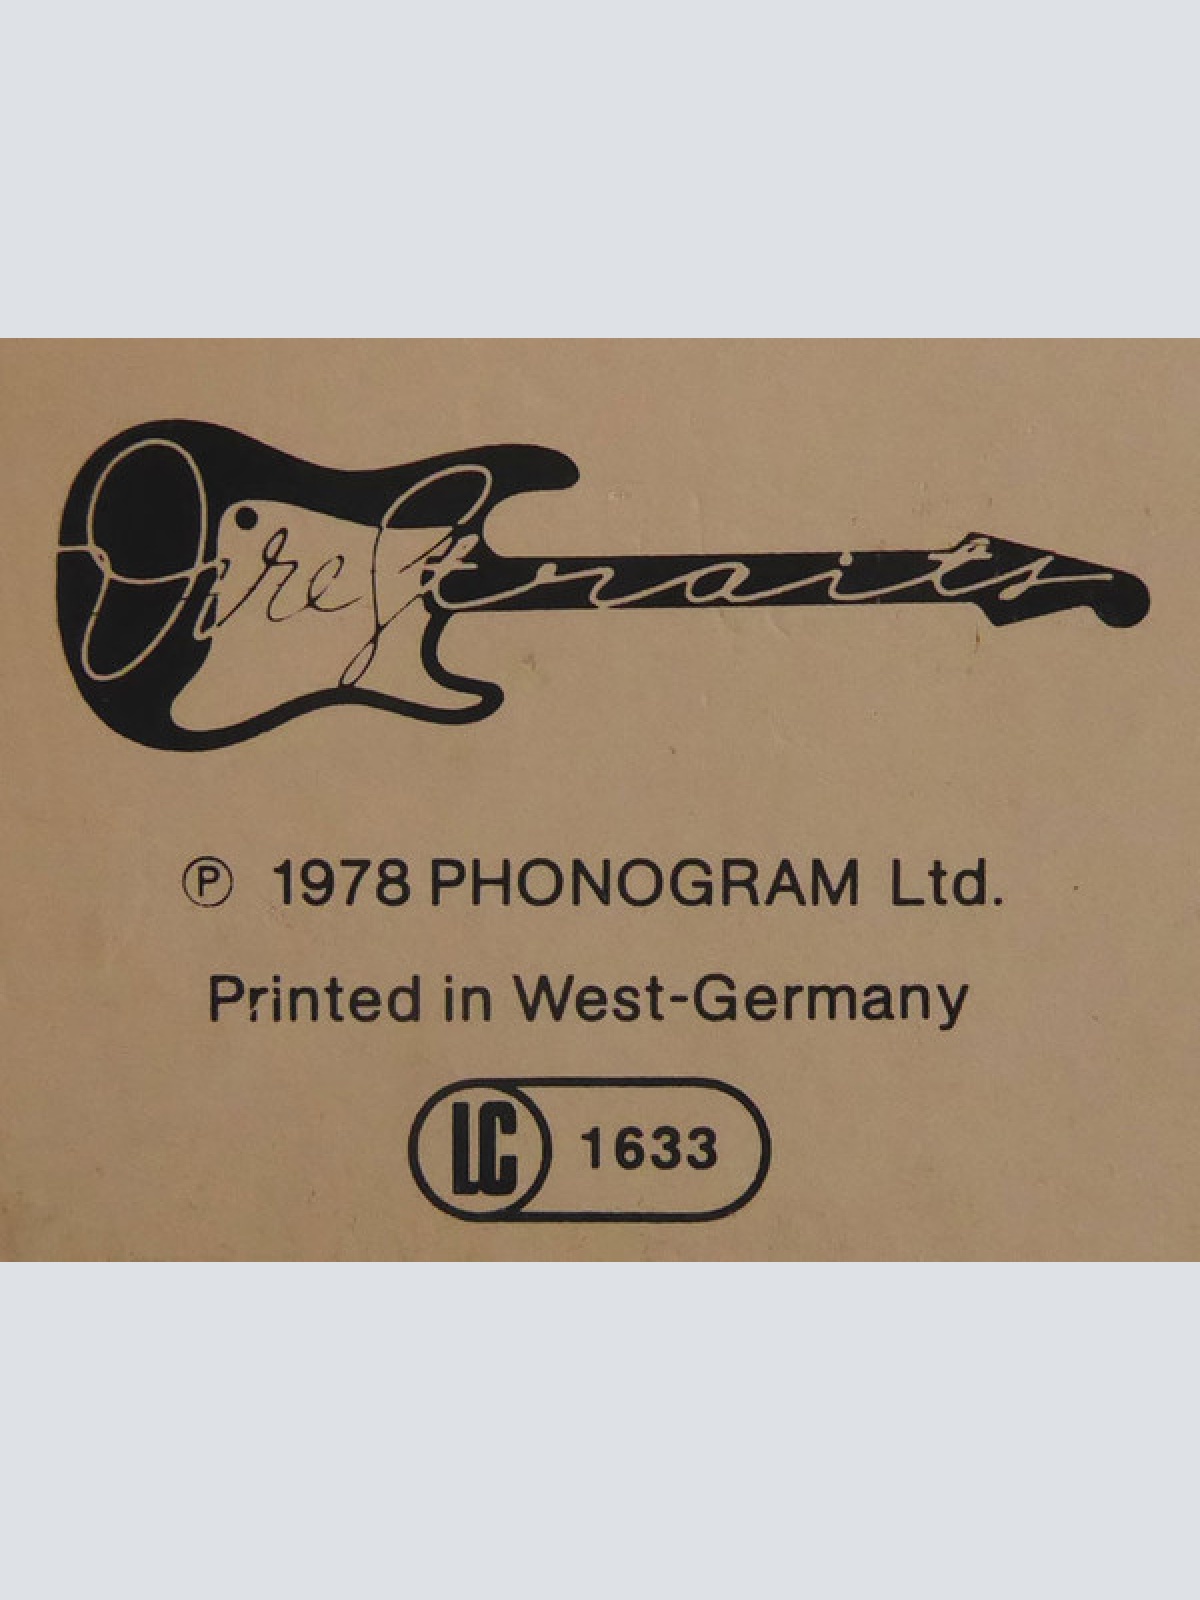 Dire Straits
℗ 1978 PHONOGRAM Ltd.
Printed in West-Germany
LC 1633